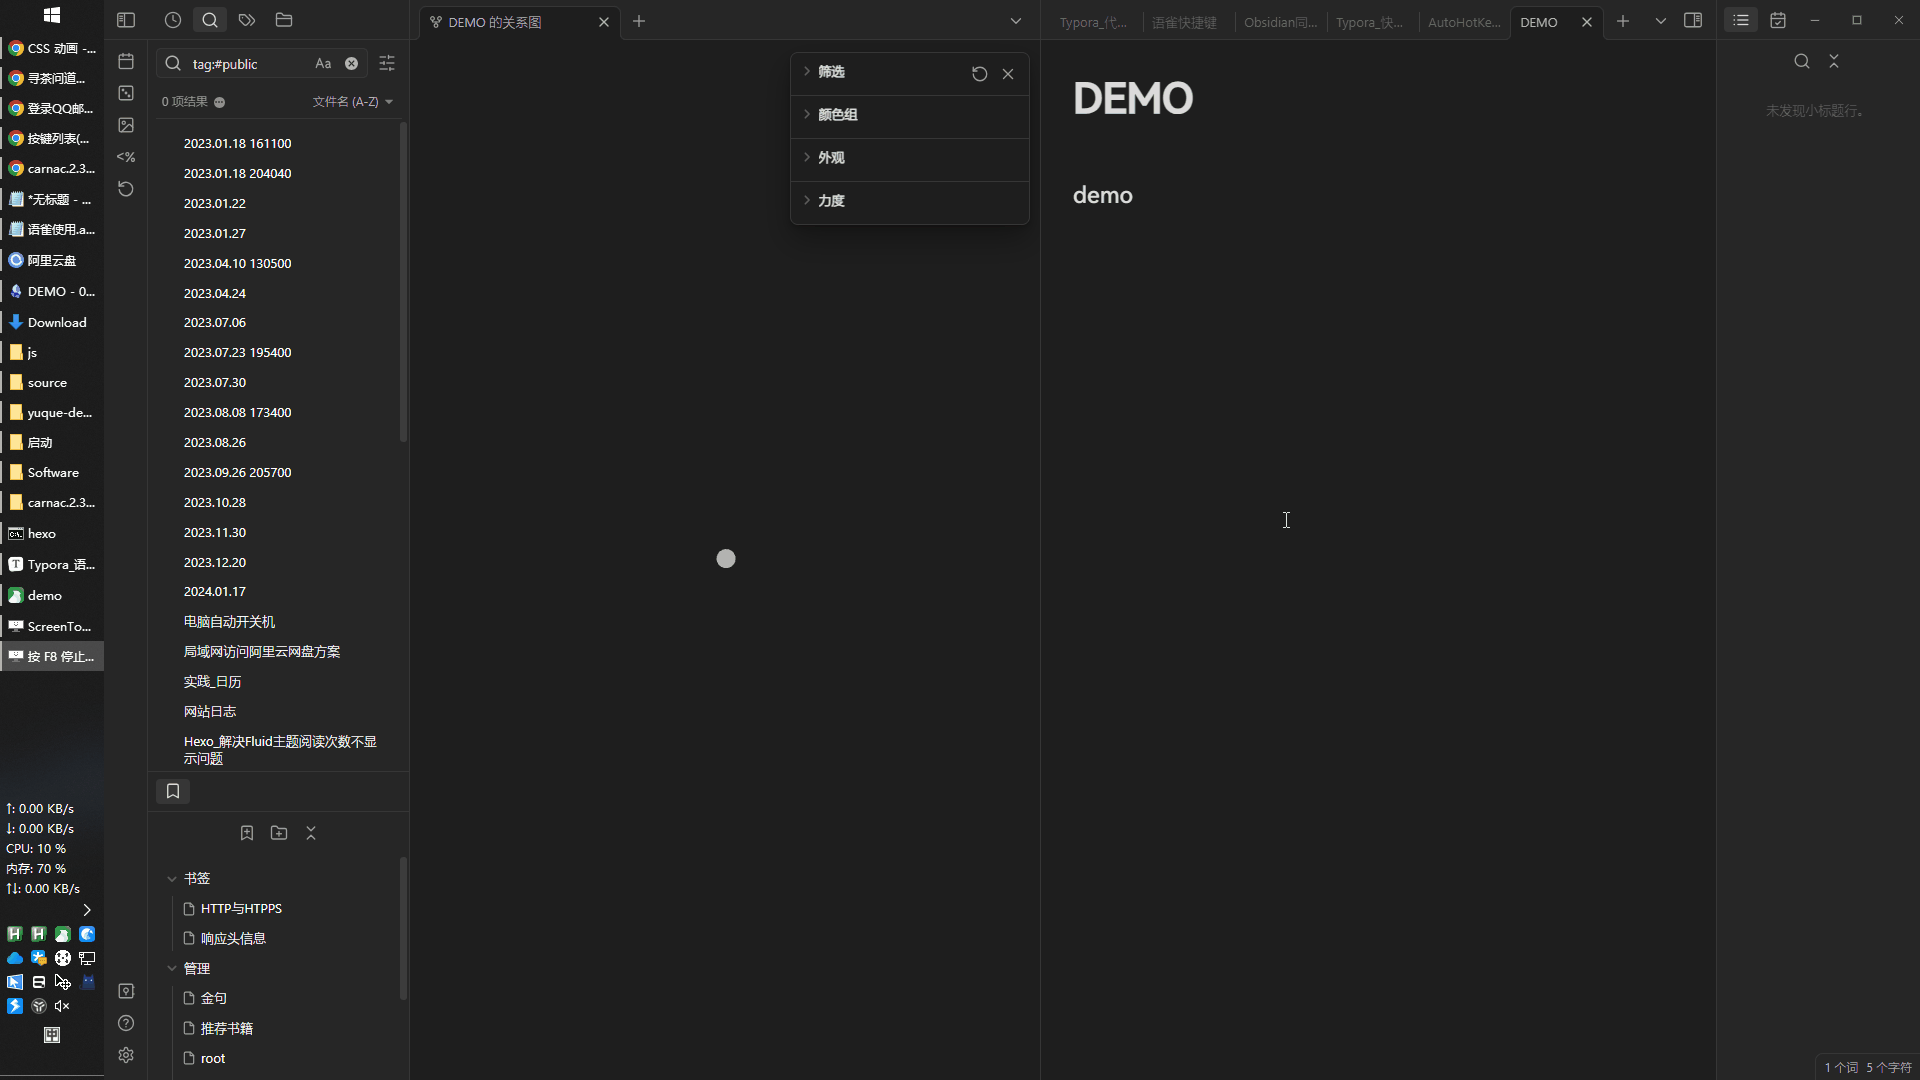 CSS 动画 -...
寻茶问道...
登录QQ邮...
按键列表(...
carnac.2.3...
*无标题 - ...
语雀使用.a...
阿里云盘
DEMO - 0...
Download
js
source
yuque-de...
启动
Software
carnac.2.3...
hexo
Typora_语...
demo
ScreenTo...
按 F8 停止...
↑: 0.00 KB/s
↓: 0.00 KB/s
CPU: 10 %
内存: 70 %
↑↓: 0.00 KB/s
tag:#public
Aa
0 项结果
文件名 (A-Z)
2023.01.18 161100
2023.01.18 204040
2023.01.22
2023.01.27
2023.04.10 130500
2023.04.24
2023.07.06
2023.07.23 195400
2023.07.30
2023.08.08 173400
2023.08.26
2023.09.26 205700
2023.10.28
2023.11.30
2023.12.20
2024.01.17
电脑自动开关机
局域网访问阿里云网盘方案
实践_日历
网站日志
Hexo_解决Fluid主题阅读次数不显
示问题
书签
HTTP与HTPPS
响应头信息
管理
金句
推荐书籍
root
DEMO 的关系图
筛选
颜色组
外观
力度
Typora_代...
语雀快捷键
Obsidian同...
Typora_快...
AutoHotKe...
DEMO
DEMO
demo
未发现小标题行。
1 个词 5 个字符